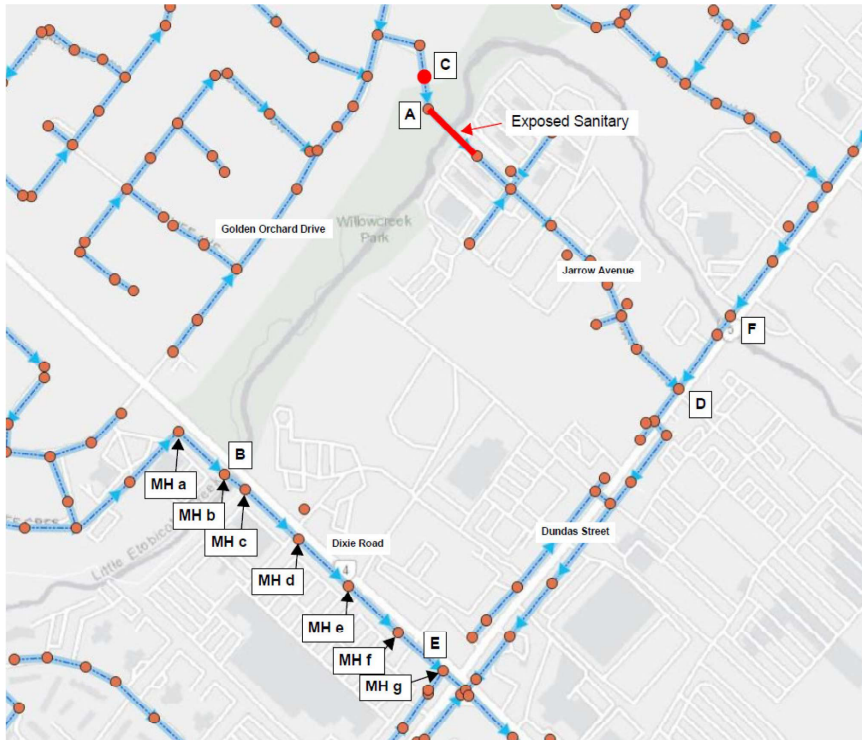 C
A
Exposed Sanitary
Golden Orchard Drive
Willowcreek
Park
Jarrow Avenue
F
D
B
MH a
MH b
MH c
Little Etobicoke
Dixie Road
Dundas Street
MH d
4
MH e
MH f
E
MH g